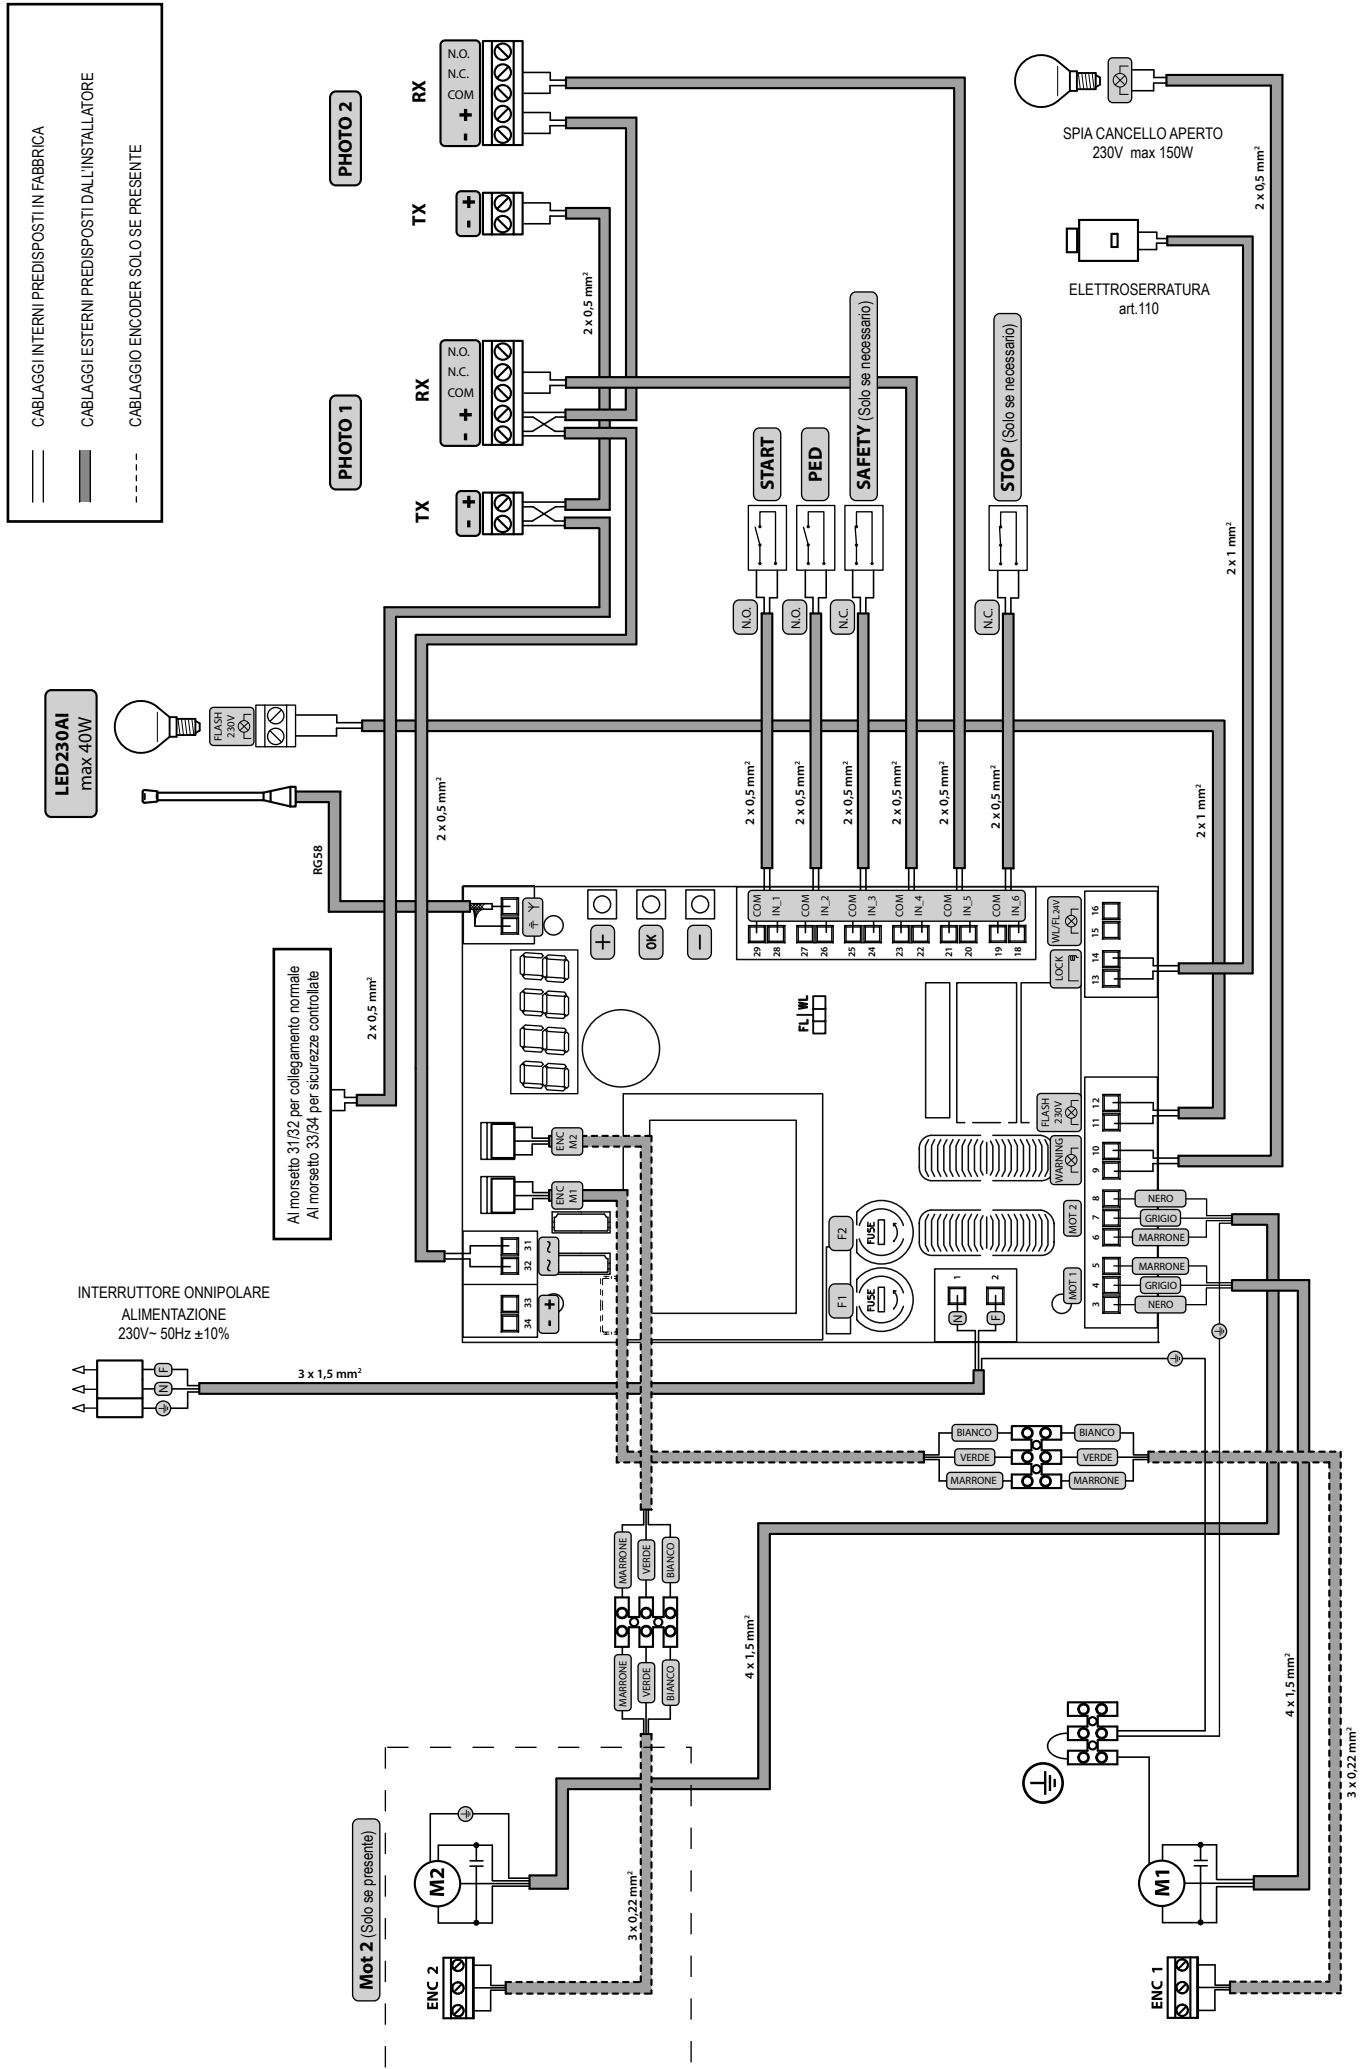 CABLAGGI INTERNI PREDISPOSTI IN FABBRICA
CABLAGGI ESTERNI PREDISPOSTI DALL'INSTALLATORE
CABLAGGIO ENCODER SOLO SE PRESENTE
PHOTO 2
RX
N.O.
N.C.
COM
+
-
TX
- +
2 x 0,5 mm²
PHOTO 1
RX
N.O.
N.C.
COM
+
-
TX
- +
SPIA CANCELLO APERTO
230V max 150W
2 x 0,5 mm²
ELETTROSERRATURA
art.110
2 x 1 mm²
START
PED
SAFETY (Solo se necessario)
STOP (Solo se necessario)
N.O.
N.O.
N.C.
N.C.
LED230AI
max 40W
FLASH
230V
RG58
2 x 0,5 mm²
2 x 0,5 mm²
2 x 0,5 mm²
2 x 0,5 mm²
2 x 0,5 mm²
2 x 0,5 mm²
2 x 0,5 mm²
2 x 1 mm²
Al morsetto 31/32 per collegamento normale
Al morsetto 33/34 per sicurezze controllate
2 x 0,5 mm²
+
OK
-
COM
IN_1
COM
IN_2
COM
IN_3
COM
IN_4
COM
IN_5
COM
IN_6
29
28
27
26
25
24
23
22
21
20
19
18
FL | WL
WL/FL 24V
LOCK
16
15
14
13
FLASH
230V
WARNING
MOT 2
MOT 1
12
11
10
9
8
7
6
5
4
3
NERO
GRIGIO
MARRONE
MARRONE
GRIGIO
NERO
ENC
M2
ENC
M1
31
32
33
34
~ ~
- +
F2
FUSE
F1
FUSE
1
2
N
F
INTERRUTTORE ONNIPOLARE
ALIMENTAZIONE
230V~ 50Hz ±10%
F
N
3 x 1,5 mm²
BIANCO
VERDE
MARRONE
BIANCO
VERDE
MARRONE
MARRONE
VERDE
BIANCO
MARRONE
VERDE
BIANCO
4 x 1,5 mm²
4 x 1,5 mm²
3 x 0,22 mm²
3 x 0,22 mm²
Mot 2 (Solo se presente)
M2
ENC 2
M1
ENC 1